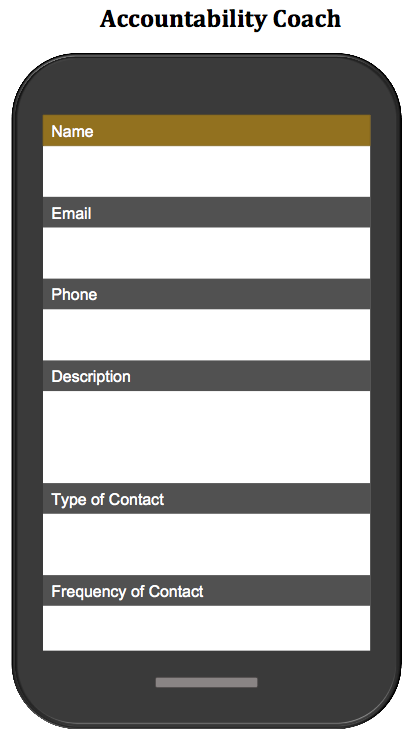 Accountability Coach
Name
Email
Phone
Description
Type of Contact
Frequency of Contact